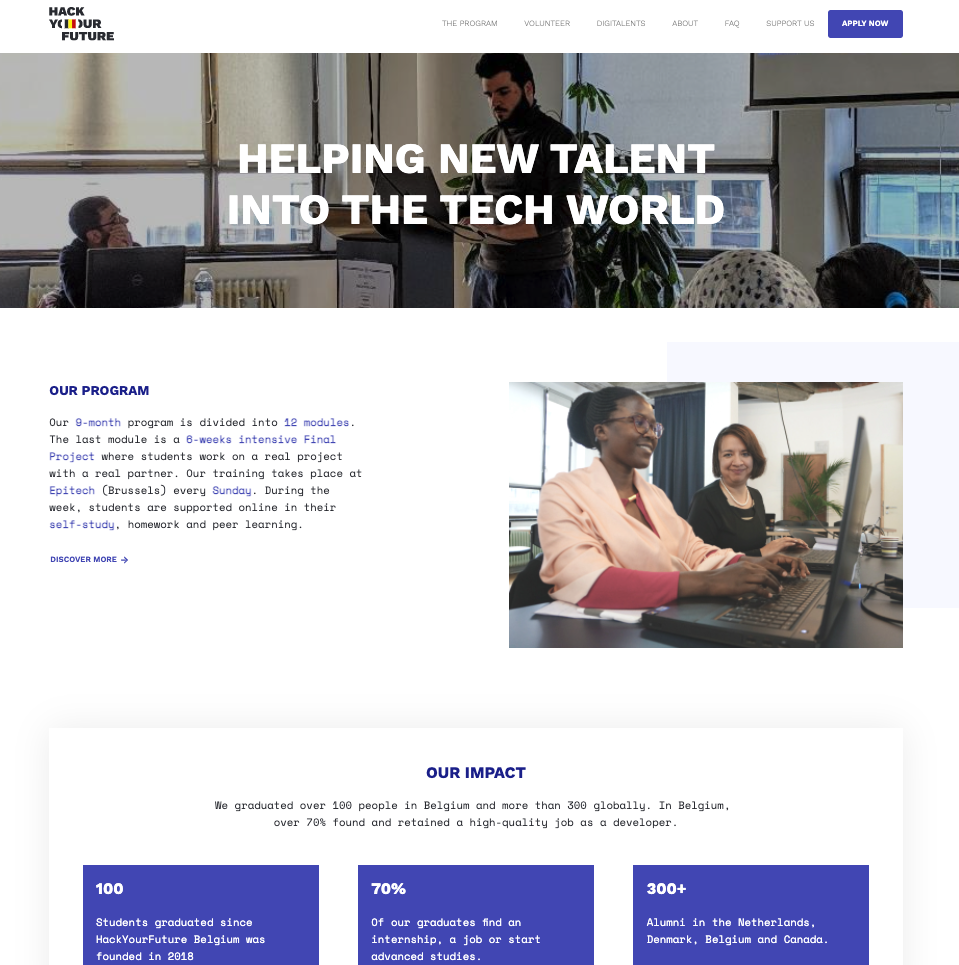 HACK
YOUR
FUTURE
THE PROGRAM VOLUNTEER DIGITALENTS ABOUT FAQ SUPPORT US APPLY NOW
HELPING NEW TALENT
INTO THE TECH WORLD
OUR PROGRAM
Our 9-month program is divided into 12 modules.
The last module is a 6-weeks intensive Final
Project where students work on a real project
with a real partner. Our training takes place at
Epitech (Brussels) every Sunday. During the
week, students are supported online in their
self-study, homework and peer learning.
DISCOVER MORE →
OUR IMPACT
We graduated over 100 people in Belgium and more than 300 globally. In Belgium,
over 70% found and retained a high-quality job as a developer.
100
Students graduated since
HackYourFuture Belgium was
founded in 2018
70%
Of our graduates find an
internship, a job or start
advanced studies.
300+
Alumni in the Netherlands,
Denmark, Belgium and Canada.